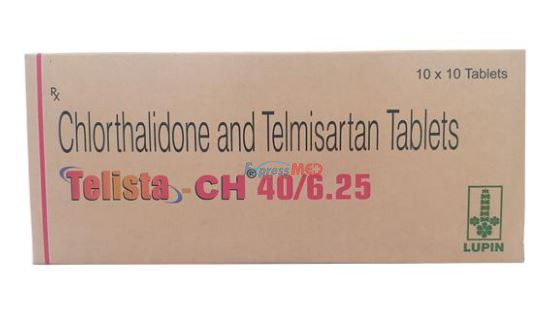 10 x 10 Tablets
Rx
Chlorthalidone and Telmisartan Tablets
ExpressMED
Telista-CH® 40/6.25
LUPIN